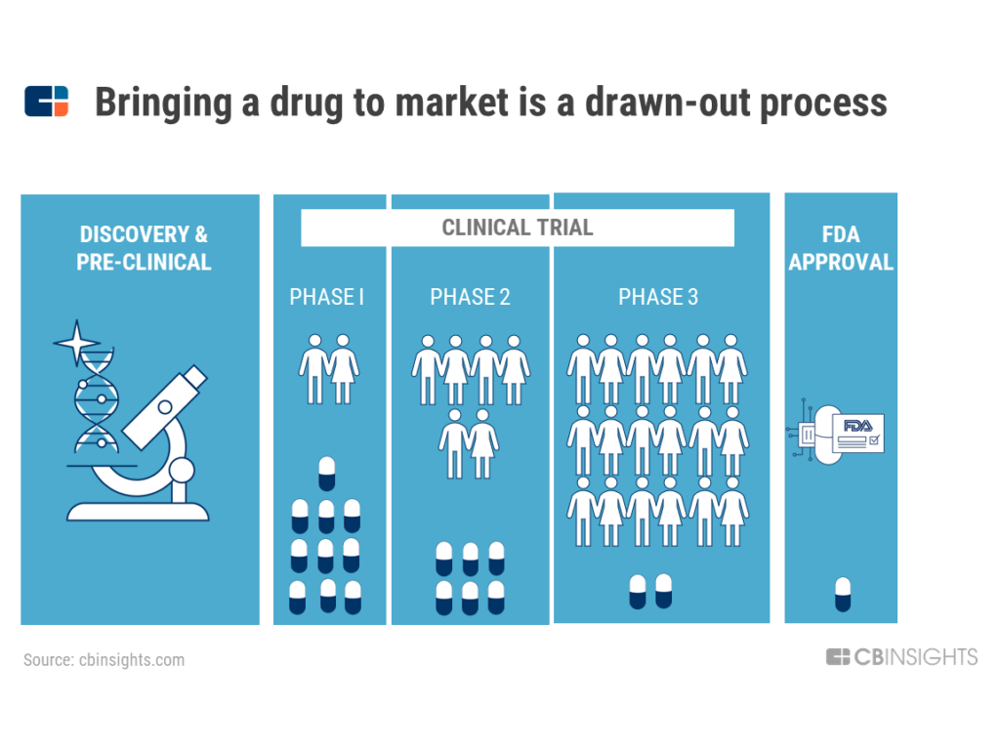 Bringing a drug to market is a drawn-out process
DISCOVERY &
PRE-CLINICAL
CLINICAL TRIAL
PHASE I
PHASE 2
PHASE 3
FDA
APPROVAL
FDA
Source: cbinsights.com
CBINSIGHTS